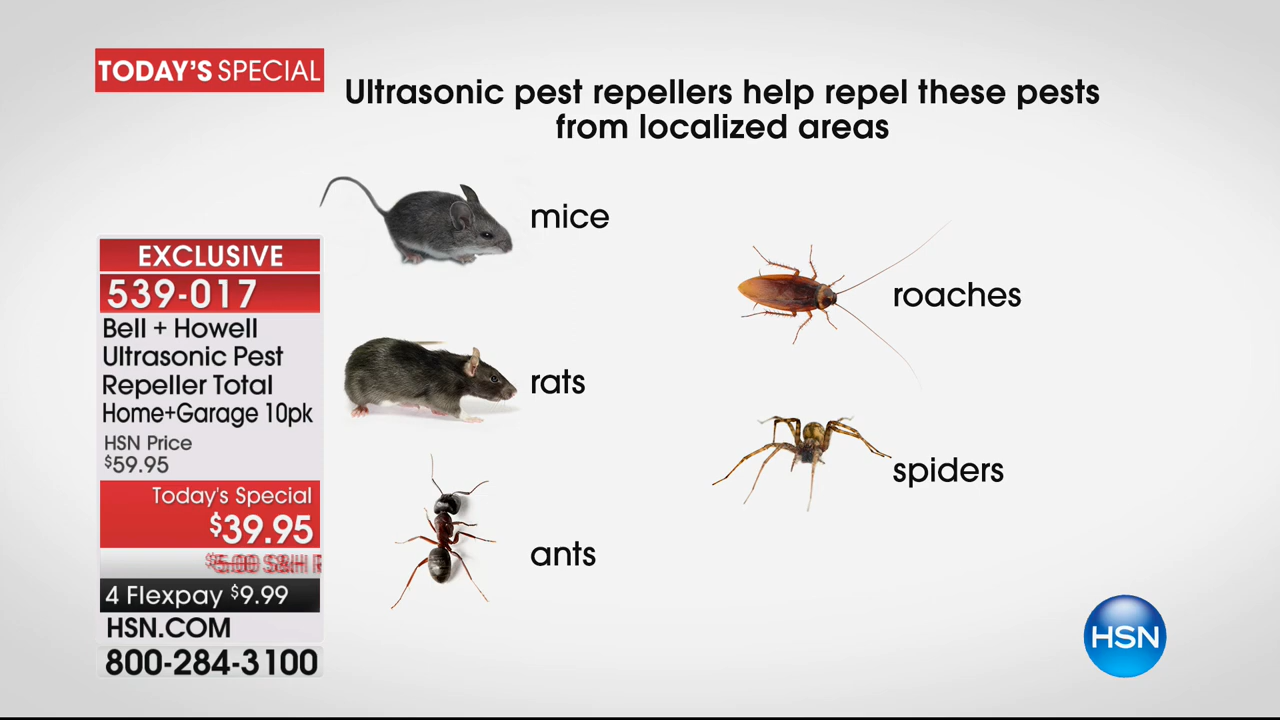 TODAY'S SPECIAL
Ultrasonic pest repellers help repel these pests
from localized areas
mice
roaches
rats
spiders
ants
EXCLUSIVE
539-017
Bell + Howell
Ultrasonic Pest
Repeller Total
Home+Garage 10pk
HSN Price
$59.95
Today's Special
$39.95
$5.00 S&H
4 Flexpay $9.99
HSN.COM
800-284-3100
HSN